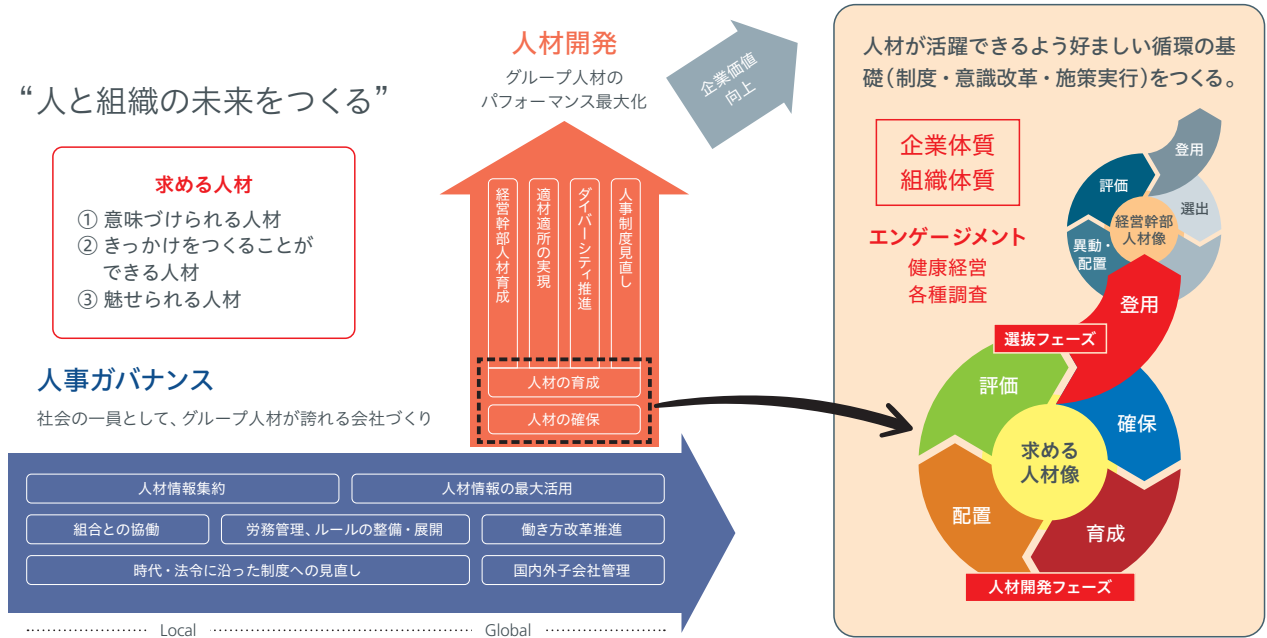 “人と組織の未来をつくる”
求める人材
① 意味づけられる人材
② きっかけをつくることが
できる人材
③ 魅せられる人材
人事ガバナンス
社会の一員として、グループ人材が誇れる会社づくり
人材開発
グループ人材の
パフォーマンス最大化
企業価値
向上
経営幹部人材育成
適材適所の実現
ダイバーシティ推進
人事制度見直し
人材の育成
人材の確保
人材情報集約
人材情報の最大活用
組合との協働
労務管理、ルールの整備・展開
働き方改革推進
時代・法令に沿った制度への見直し
国内外子会社管理
Local
Global
人材が活躍できるよう好ましい循環の基
礎（制度・意識改革・施策実行）をつくる。
企業体質
組織体質
エンゲージメント
健康経営
各種調査
登用
評価
選出
経営幹部
人材像
異動・
配置
登用
選抜フェーズ
評価
確保
求める
人材像
配置
育成
人材開発フェーズ